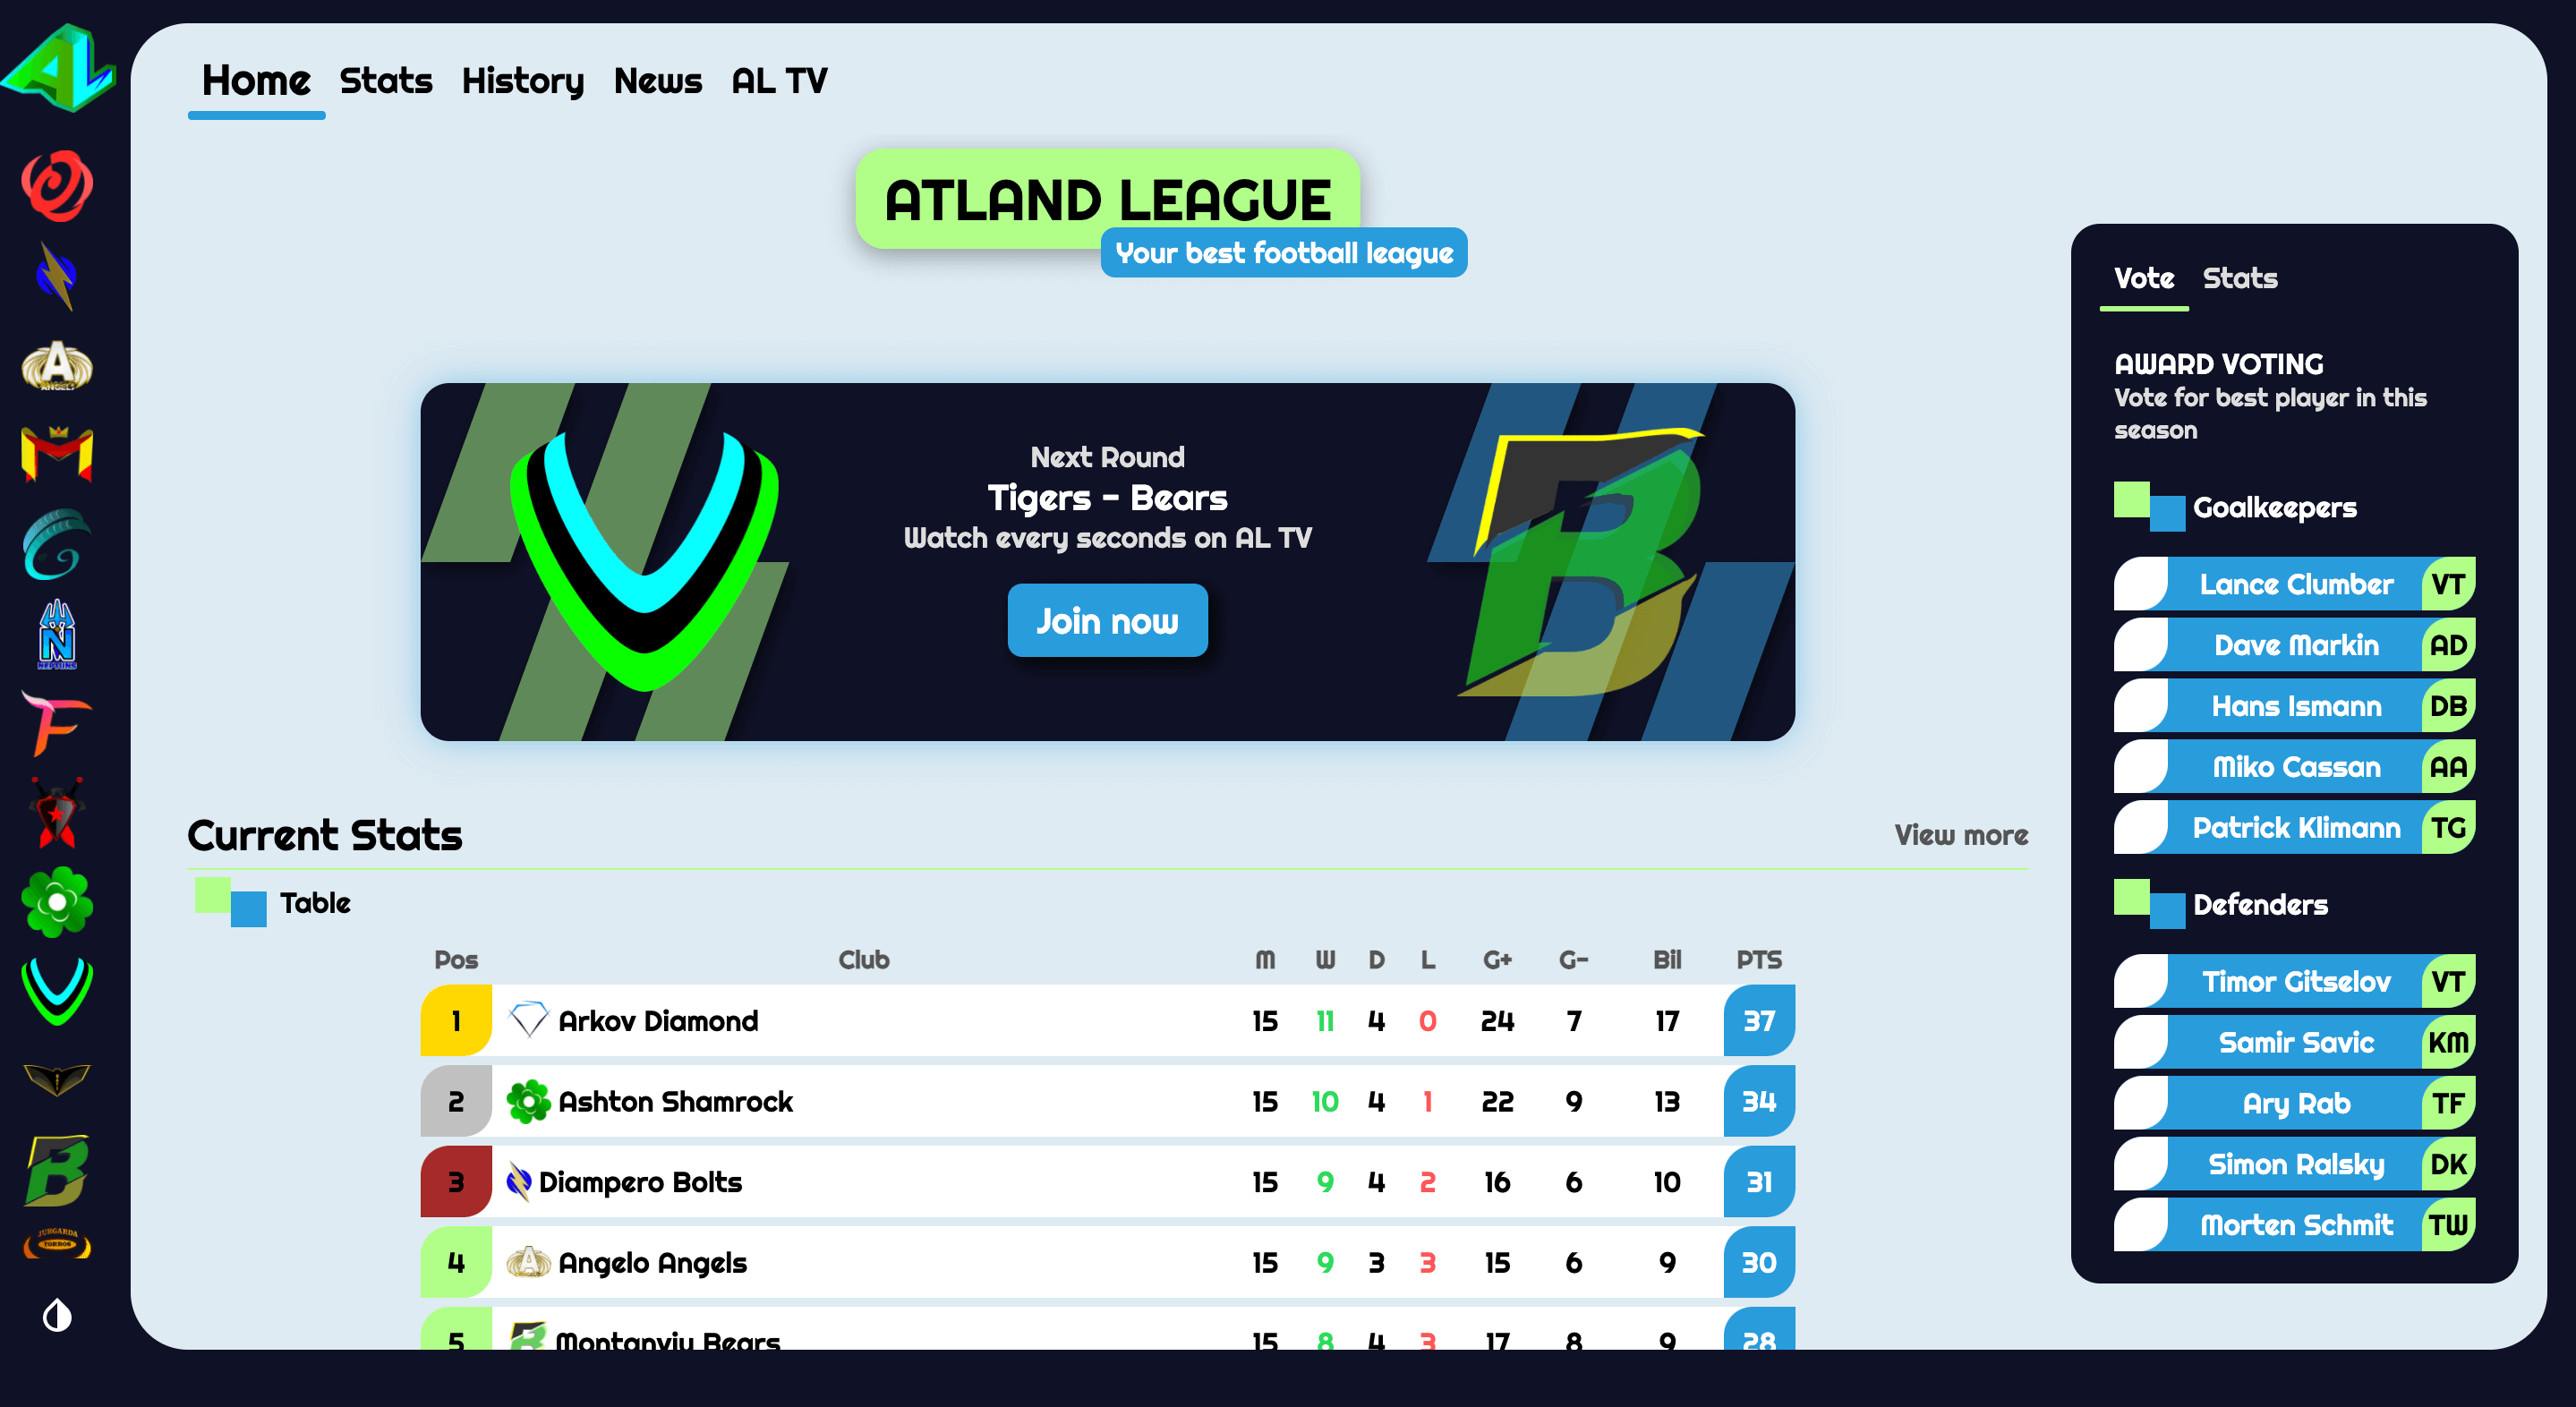 AL
Home Stats History News AL TV
ATLAND LEAGUE
Your best football league
Next Round
Tigers - Bears
Watch every seconds on AL TV
Join now
Current Stats
View more
Table
Pos Club M W D L G+ G- Bil PTS
1 Arkov Diamond 15 11 4 0 24 7 17 37
2 Ashton Shamrock 15 10 4 1 22 9 13 34
3 Diampero Bolts 15 9 4 2 16 6 10 31
4 Angelo Angels 15 9 3 3 15 6 9 30
5 Montanviu Bears 15 8 4 3 17 8 9 28
Vote Stats
AWARD VOTING
Vote for best player in this
season
Goalkeepers
Lance Clumber VT
Dave Markin AD
Hans Ismann DB
Miko Cassan AA
Patrick Klimann TG
Defenders
Timor Gitselov VT
Samir Savic KM
Ary Rab TF
Simon Ralsky DK
Morten Schmit TW
A
ANGELS
M
N
NEPTUNS
F
B
JURGARDA
TORROS